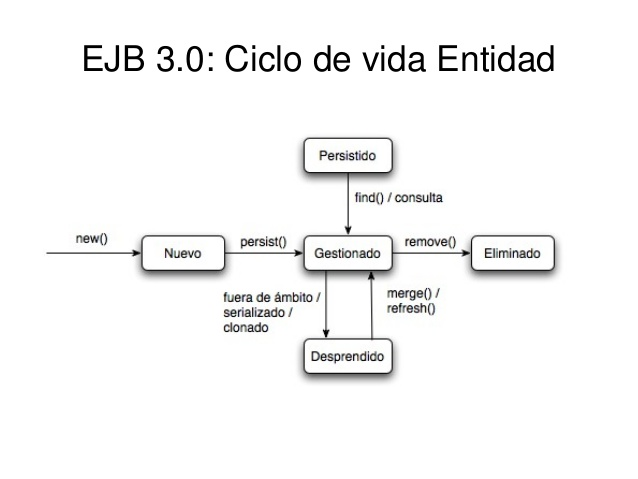 EJB 3.0: Ciclo de vida Entidad
Persistido
find() / consulta
new()
Nuevo
persist()
Gestionado
remove()
Eliminado
fuera de ámbito /
serializado /
clonado
merge() /
refresh()
Desprendido